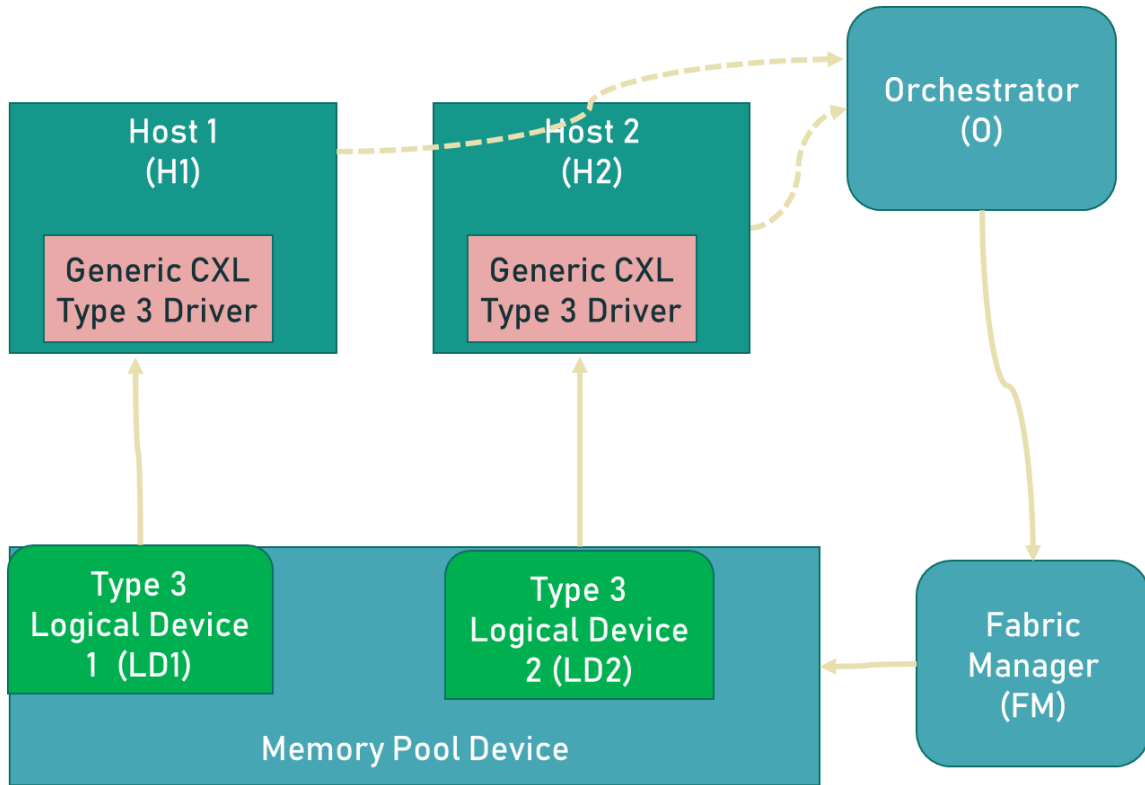 Host 1
(H1)
Generic CXL
Type 3 Driver
Host 2
(H2)
Generic CXL
Type 3 Driver
Orchestrator
(O)
Type 3
Logical Device
1 (LD1)
Type 3
Logical Device
2 (LD2)
Memory Pool Device
Fabric
Manager
(FM)